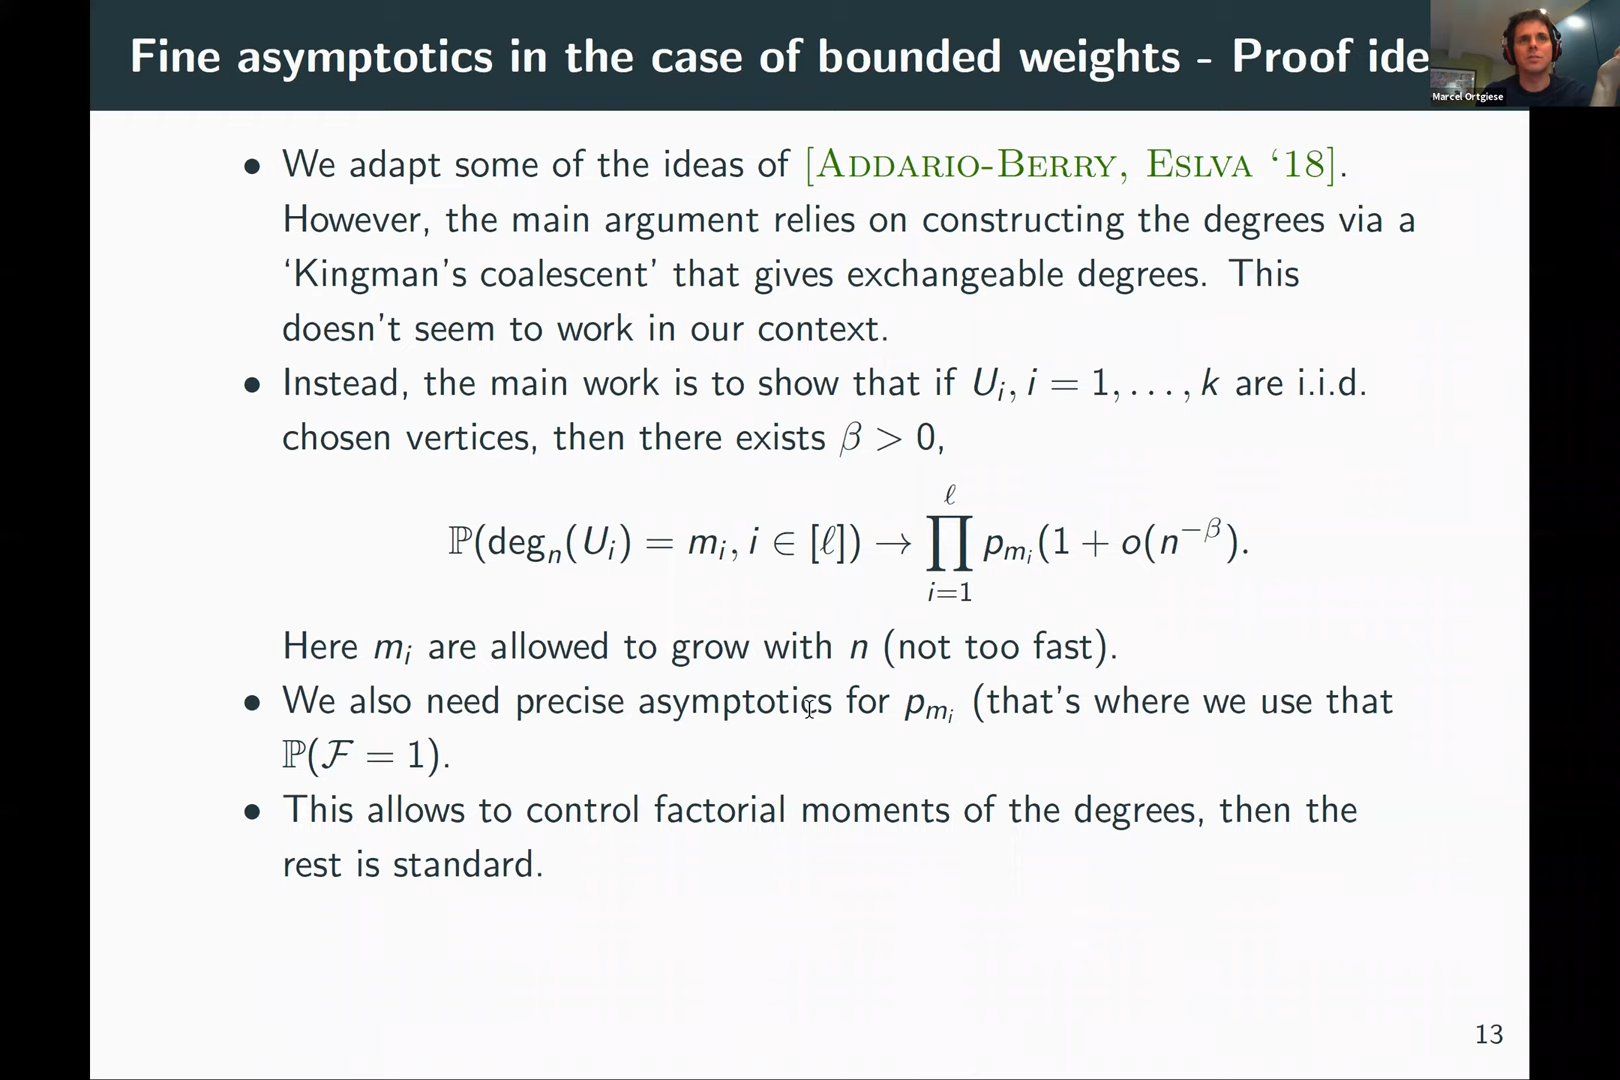 Fine asymptotics in the case of bounded weights - Proof ide
Marcel Ortgiese
• We adapt some of the ideas of [Addario-Berry, Eslva ‘18].
However, the main argument relies on constructing the degrees via a
‘Kingman’s coalescent’ that gives exchangeable degrees. This
doesn’t seem to work in our context.
• Instead, the main work is to show that if U_i, i = 1, . . . , k are i.i.d.
chosen vertices, then there exists β > 0,
ℙ(deg_n(U_i) = m_i, i ∈ [ℓ]) → ∏_{i=1}^{ℓ} p_{m_i}(1 + o(n^{−β}).
Here m_i are allowed to grow with n (not too fast).
• We also need precise asymptotics for p_{m_i} (that’s where we use that
ℙ(ℱ = 1).
• This allows to control factorial moments of the degrees, then the
rest is standard.
13